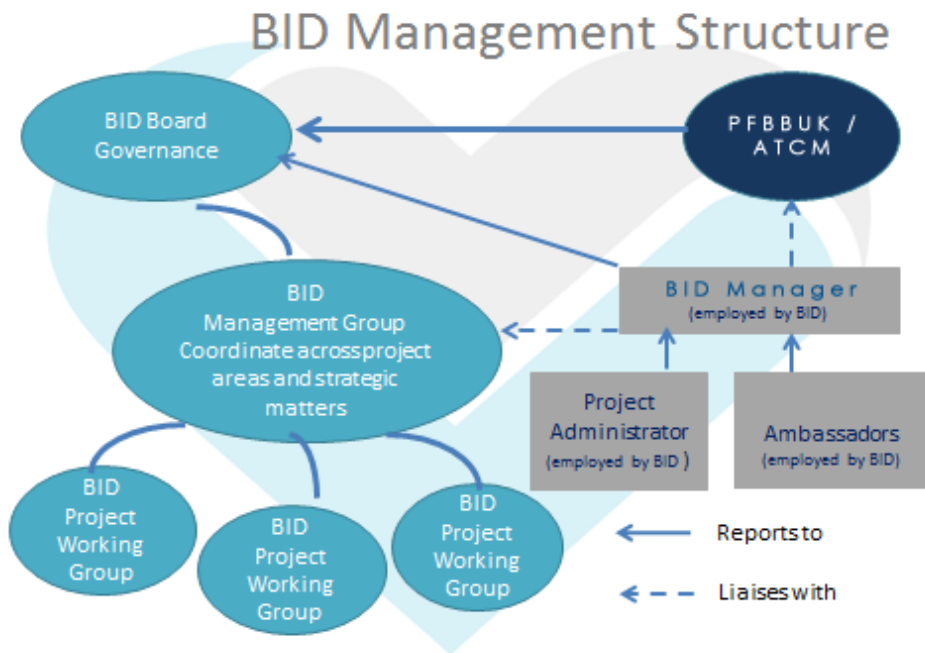 BID Management Structure
BID Board
Governance
PFBBUK /
ATCM
BID
Management Group
Coordinate acrossproject
areas and strategic
matters
BID Manager
(employed by BID)
Project
Administrator
(employed by BID )
Ambassadors
(employed by BID)
BID
Project
Working
Group
BID
Project
Working
Group
BID
Project
Working
Group
Reports to
Liaises with